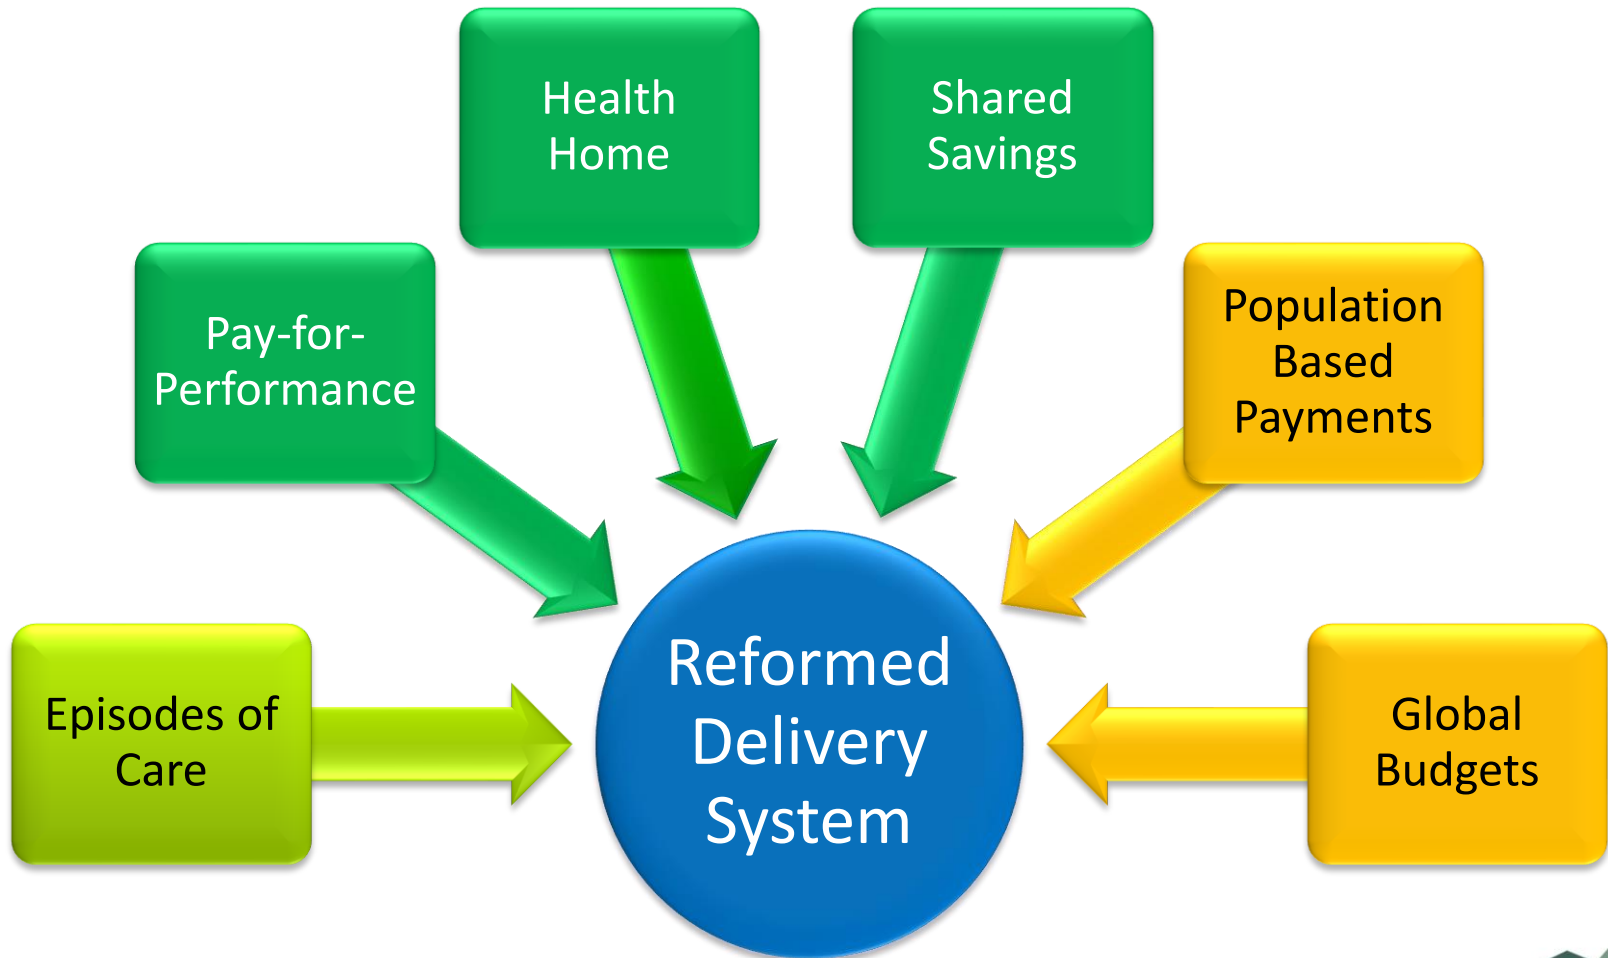 Health
Home
Shared
Savings
Pay-for-
Performance
Population
Based
Payments
Episodes of
Care
Reformed
Delivery
System
Global
Budgets